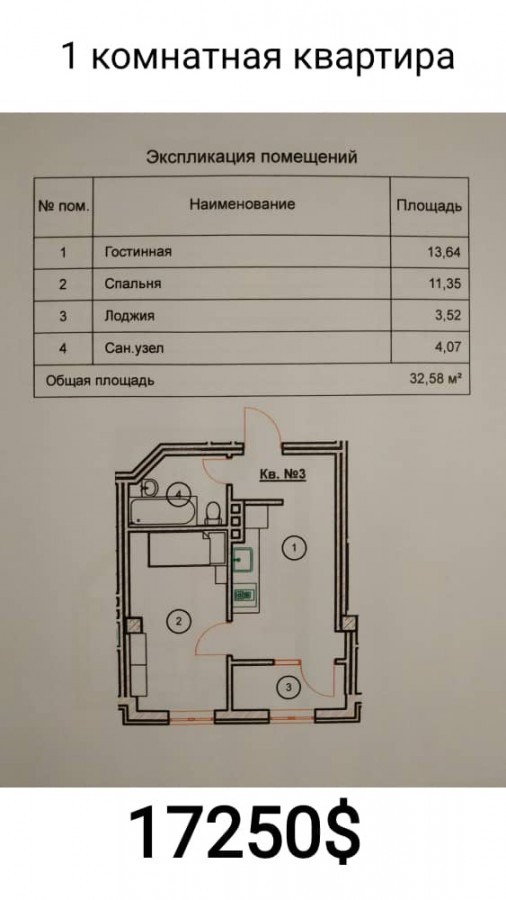 1 комнатная квартира
Экспликация помещений
№ пом. Наименование Площадь
1 Гостинная 13,64
2 Спальня 11,35
3 Лоджия 3,52
4 Сан.узел 4,07
Общая площадь 32,58 м²
Кв. №3
4
1
2
3
17250$